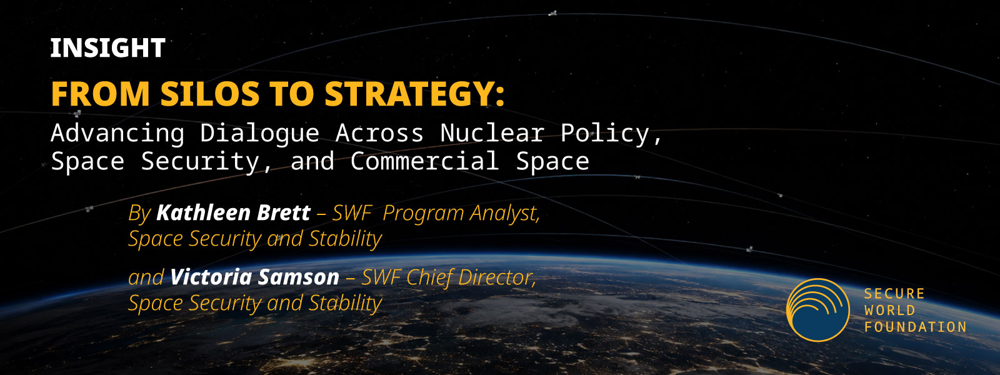 INSIGHT
FROM SILOS TO STRATEGY:
Advancing Dialogue Across Nuclear Policy,
Space Security, and Commercial Space
By Kathleen Brett – SWF Program Analyst,
Space Security and Stability
and Victoria Samson – SWF Chief Director,
Space Security and Stability
SECURE
WORLD
FOUNDATION